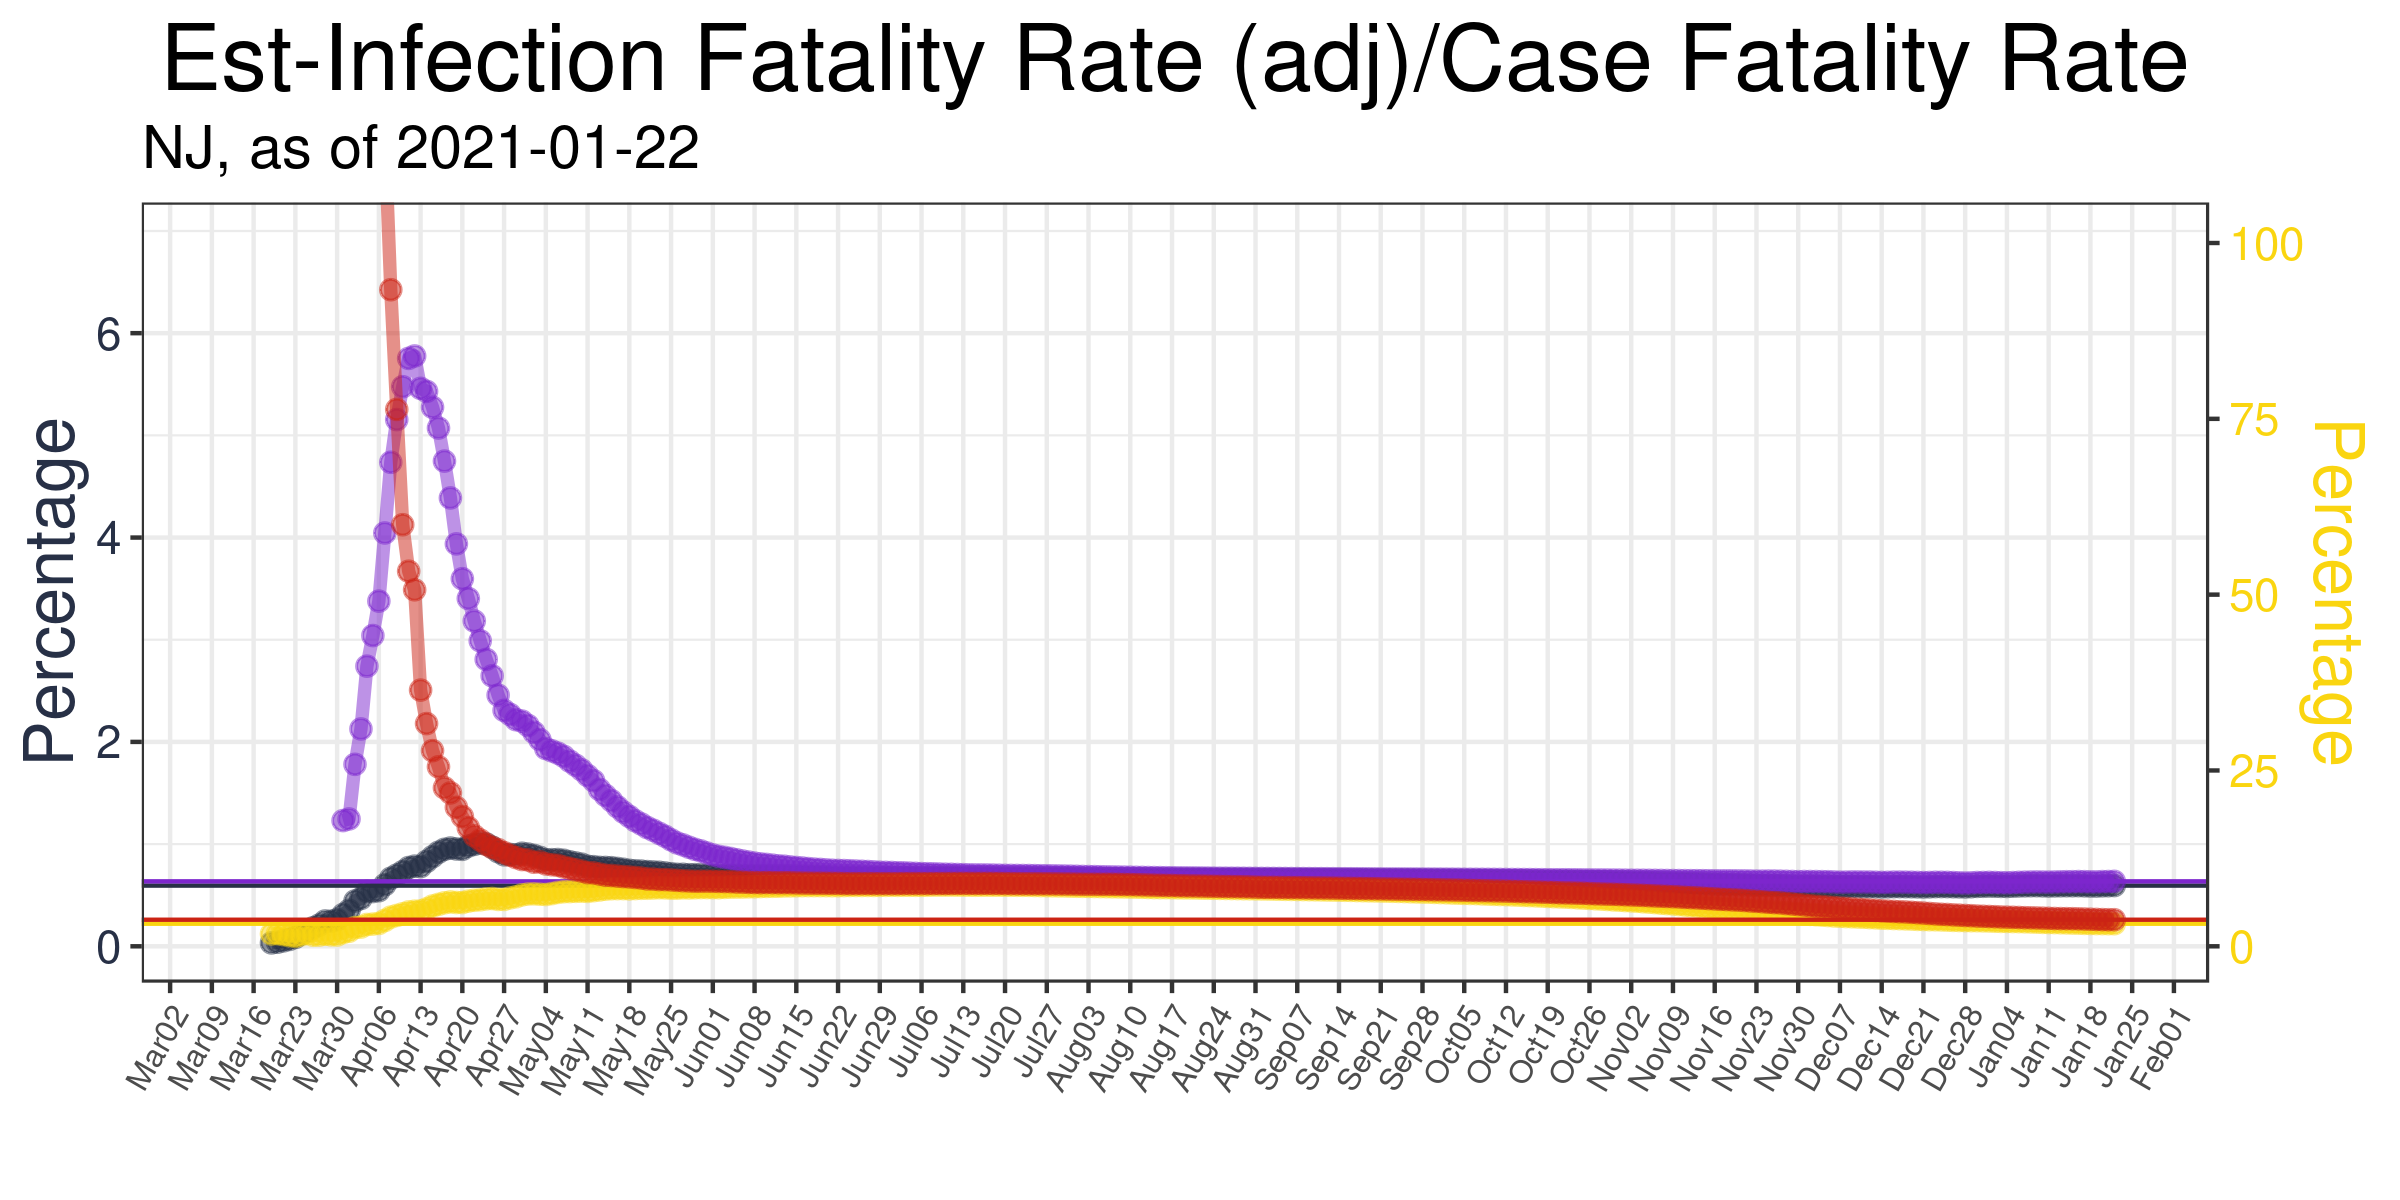 Est-Infection Fatality Rate (adj)/Case Fatality Rate
NJ, as of 2021-01-22
Percentage
6
4
2
0
100
75
50
25
0
Percentage
Mar02
Mar09
Mar16
Mar23
Mar30
Apr06
Apr13
Apr20
Apr27
May04
May11
May18
May25
Jun01
Jun08
Jun15
Jun22
Jun29
Jul06
Jul13
Jul20
Jul27
Aug03
Aug10
Aug17
Aug24
Aug31
Sep07
Sep14
Sep21
Sep28
Oct05
Oct12
Oct19
Oct26
Nov02
Nov09
Nov16
Nov23
Nov30
Dec07
Dec14
Dec21
Dec28
Jan04
Jan11
Jan18
Jan25
Feb01